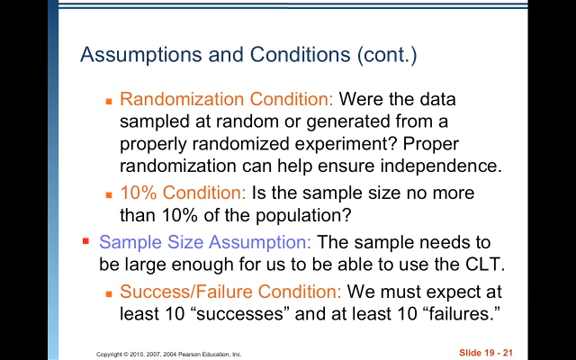 Assumptions and Conditions (cont.)
Randomization Condition: Were the data
sampled at random or generated from a
properly randomized experiment? Proper
randomization can help ensure independence.
10% Condition: Is the sample size no more
than 10% of the population?
Sample Size Assumption: The sample needs to
be large enough for us to be able to use the CLT.
Success/Failure Condition: We must expect at
least 10 “successes” and at least 10 “failures.”
Copyright © 2010, 2007, 2004 Pearson Education, Inc.
Slide 19 - 21